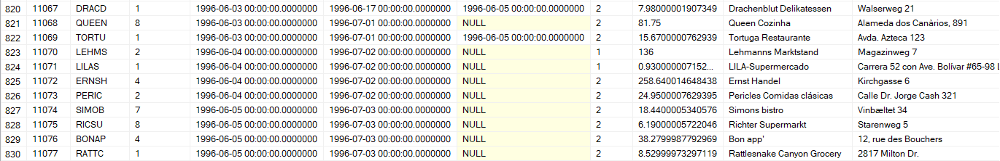 820 11067 DRACD 1 1996-06-03 00:00:00.0000000 1996-06-17 00:00:00.0000000 1996-06-05 00:00:00.0000000 2 7.98000001907349 Drachenblut Delikatessen Walserweg 21
821 11068 QUEEN 8 1996-06-03 00:00:00.0000000 1996-07-01 00:00:00.0000000 NULL 2 81.75 Queen Cozinha Alameda dos Canàrios, 891
822 11069 TORTU 1 1996-06-03 00:00:00.0000000 1996-07-01 00:00:00.0000000 1996-06-05 00:00:00.0000000 2 15.6700000762939 Tortuga Restaurante Avda. Azteca 123
823 11070 LEHMS 2 1996-06-04 00:00:00.0000000 1996-07-02 00:00:00.0000000 NULL 1 136 Lehmanns Marktstand Magazinweg 7
824 11071 LILAS 1 1996-06-04 00:00:00.0000000 1996-07-02 00:00:00.0000000 NULL 1 0.930000007152... LILA-Supermercado Carrera 52 con Ave. Bolívar #65-98 L
825 11072 ERNSH 4 1996-06-04 00:00:00.0000000 1996-07-02 00:00:00.0000000 NULL 2 258.640014648438 Ernst Handel Kirchgasse 6
826 11073 PERIC 2 1996-06-04 00:00:00.0000000 1996-07-02 00:00:00.0000000 NULL 2 24.9500007629395 Pericles Comidas clásicas Calle Dr. Jorge Cash 321
827 11074 SIMOB 7 1996-06-05 00:00:00.0000000 1996-07-03 00:00:00.0000000 NULL 2 18.4400005340576 Simons bistro Vinbæltet 34
828 11075 RICSU 8 1996-06-05 00:00:00.0000000 1996-07-03 00:00:00.0000000 NULL 2 6.19000005722046 Richter Supermarkt Starenweg 5
829 11076 BONAP 4 1996-06-05 00:00:00.0000000 1996-07-03 00:00:00.0000000 NULL 2 38.2799987792969 Bon app' 12, rue des Bouchers
830 11077 RATTC 1 1996-06-05 00:00:00.0000000 1996-07-03 00:00:00.0000000 NULL 2 8.52999973297119 Rattlesnake Canyon Grocery 2817 Milton Dr.